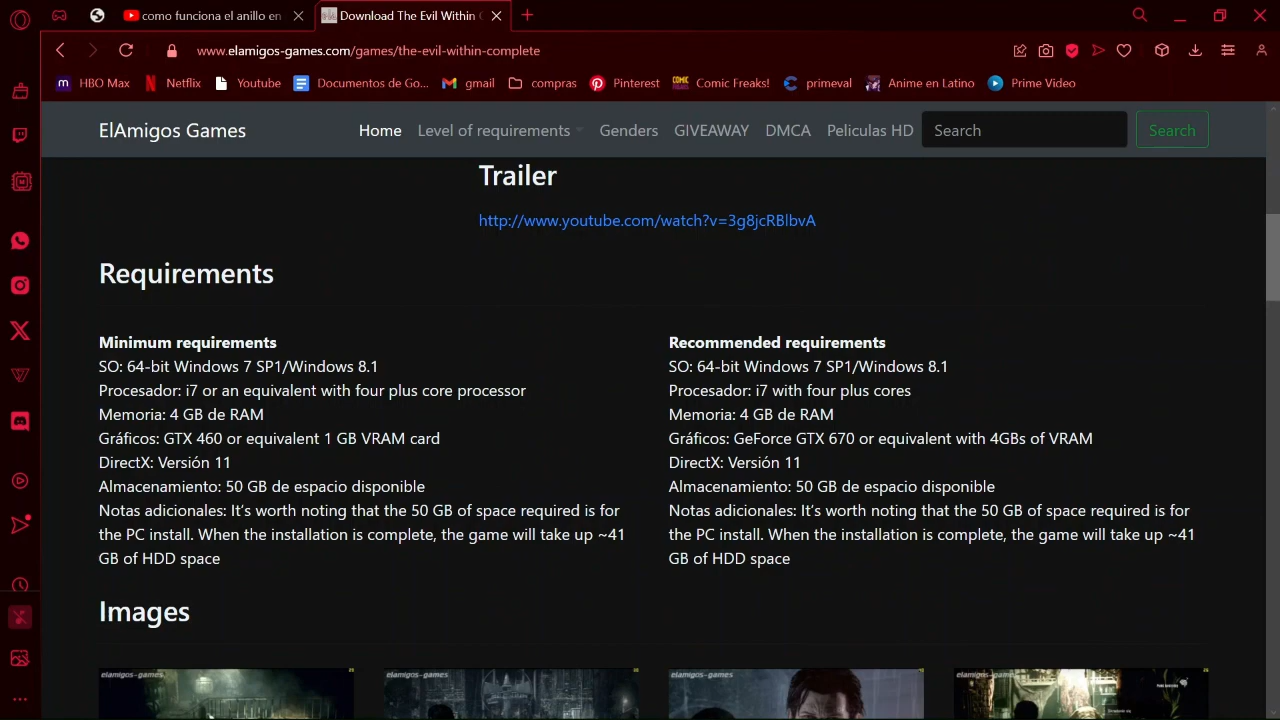 como funciona el anillo en
Download The Evil Within C
www.elamigos-games.com/games/the-evil-within-complete
HBO Max
Netflix
Youtube
Documentos de Go...
gmail
compras
Pinterest
Comic Freaks!
primeval
Anime en Latino
Prime Video
ElAmigos Games
Home
Level of requirements
Genders
GIVEAWAY
DMCA
Peliculas HD
Search
Search
Trailer
http://www.youtube.com/watch?v=3g8jcRBlbvA
Requirements
Minimum requirements
SO: 64-bit Windows 7 SP1/Windows 8.1
Procesador: i7 or an equivalent with four plus core processor
Memoria: 4 GB de RAM
Gráficos: GTX 460 or equivalent 1 GB VRAM card
DirectX: Versión 11
Almacenamiento: 50 GB de espacio disponible
Notas adicionales: It's worth noting that the 50 GB of space required is for
the PC install. When the installation is complete, the game will take up ~41
GB of HDD space
Recommended requirements
SO: 64-bit Windows 7 SP1/Windows 8.1
Procesador: i7 with four plus cores
Memoria: 4 GB de RAM
Gráficos: GeForce GTX 670 or equivalent with 4GBs of VRAM
DirectX: Versión 11
Almacenamiento: 50 GB de espacio disponible
Notas adicionales: It's worth noting that the 50 GB of space required is for
the PC install. When the installation is complete, the game will take up ~41
GB of HDD space
Images
elamigos-games
elamigos-games
elamigos-games
elamigos-games